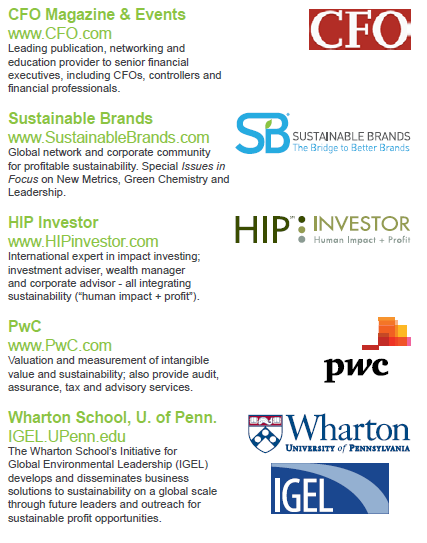 CFO Magazine & Events
www.CFO.com
Leading publication, networking and
education provider to senior financial
executives, including CFOs, controllers and
financial professionals.
CFO
Sustainable Brands
www.SustainableBrands.com
Global network and corporate community
for profitable sustainability. Special Issues in
Focus on New Metrics, Green Chemistry and
Leadership.
SB
SUSTAINABLE BRANDS
The Bridge to Better Brands
HIP Investor
www.HIPinvestor.com
International expert in impact investing;
investment adviser, wealth manager
and corporate advisor - all integrating
sustainability (“human impact + profit”).
HIP INVESTOR
Human Impact + Profit
PwC
www.PwC.com
Valuation and measurement of intangible
value and sustainability; also provide audit,
assurance, tax and advisory services.
pwc
Wharton School, U. of Penn.
IGEL.UPenn.edu
The Wharton School’s Initiative for
Global Environmental Leadership (IGEL)
develops and disseminates business
solutions to sustainability on a global scale
through future leaders and outreach for
sustainable profit opportunities.
Wharton
UNIVERSITY of PENNSYLVANIA
IGEL